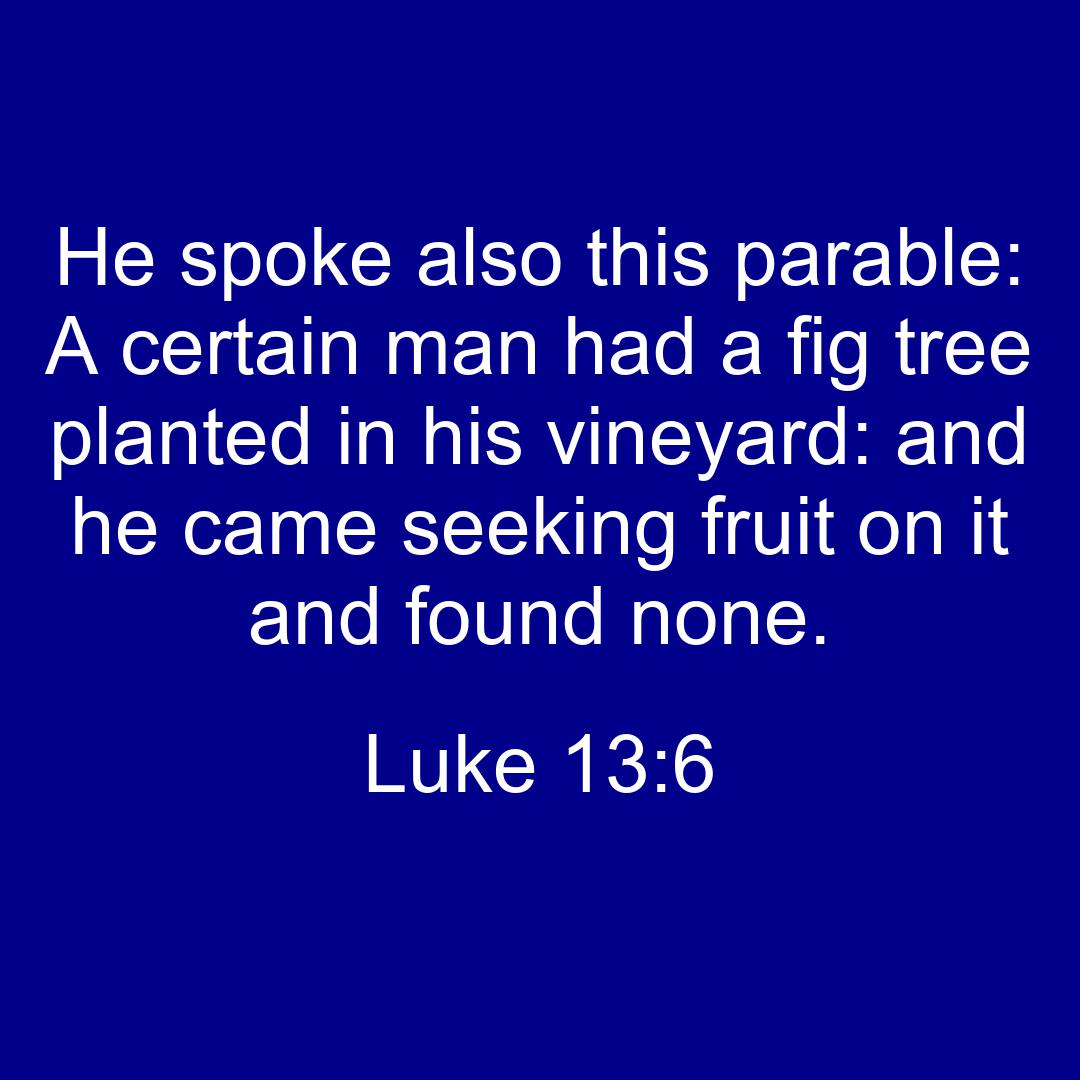 He spoke also this parable:
A certain man had a fig tree
planted in his vineyard: and
he came seeking fruit on it
and found none.
Luke 13:6